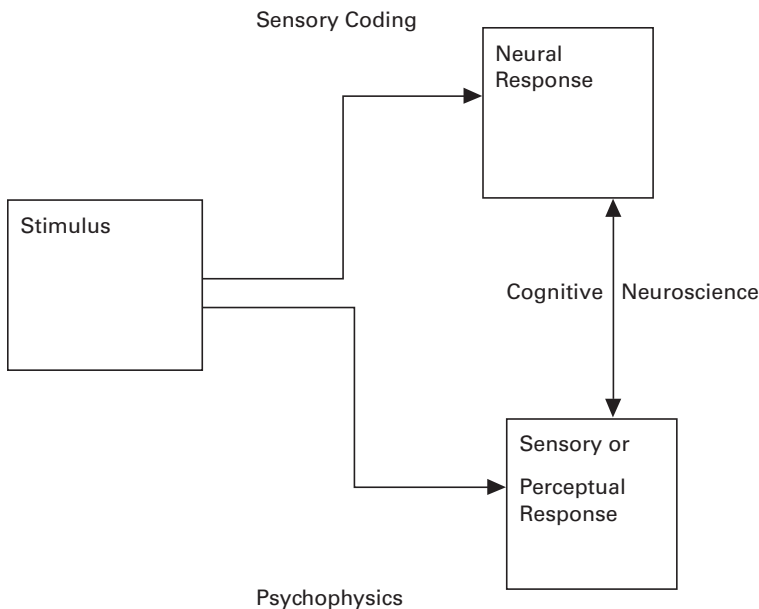 Sensory Coding
Neural
Response
Stimulus
Cognitive Neuroscience
Sensory or
Perceptual
Response
Psychophysics